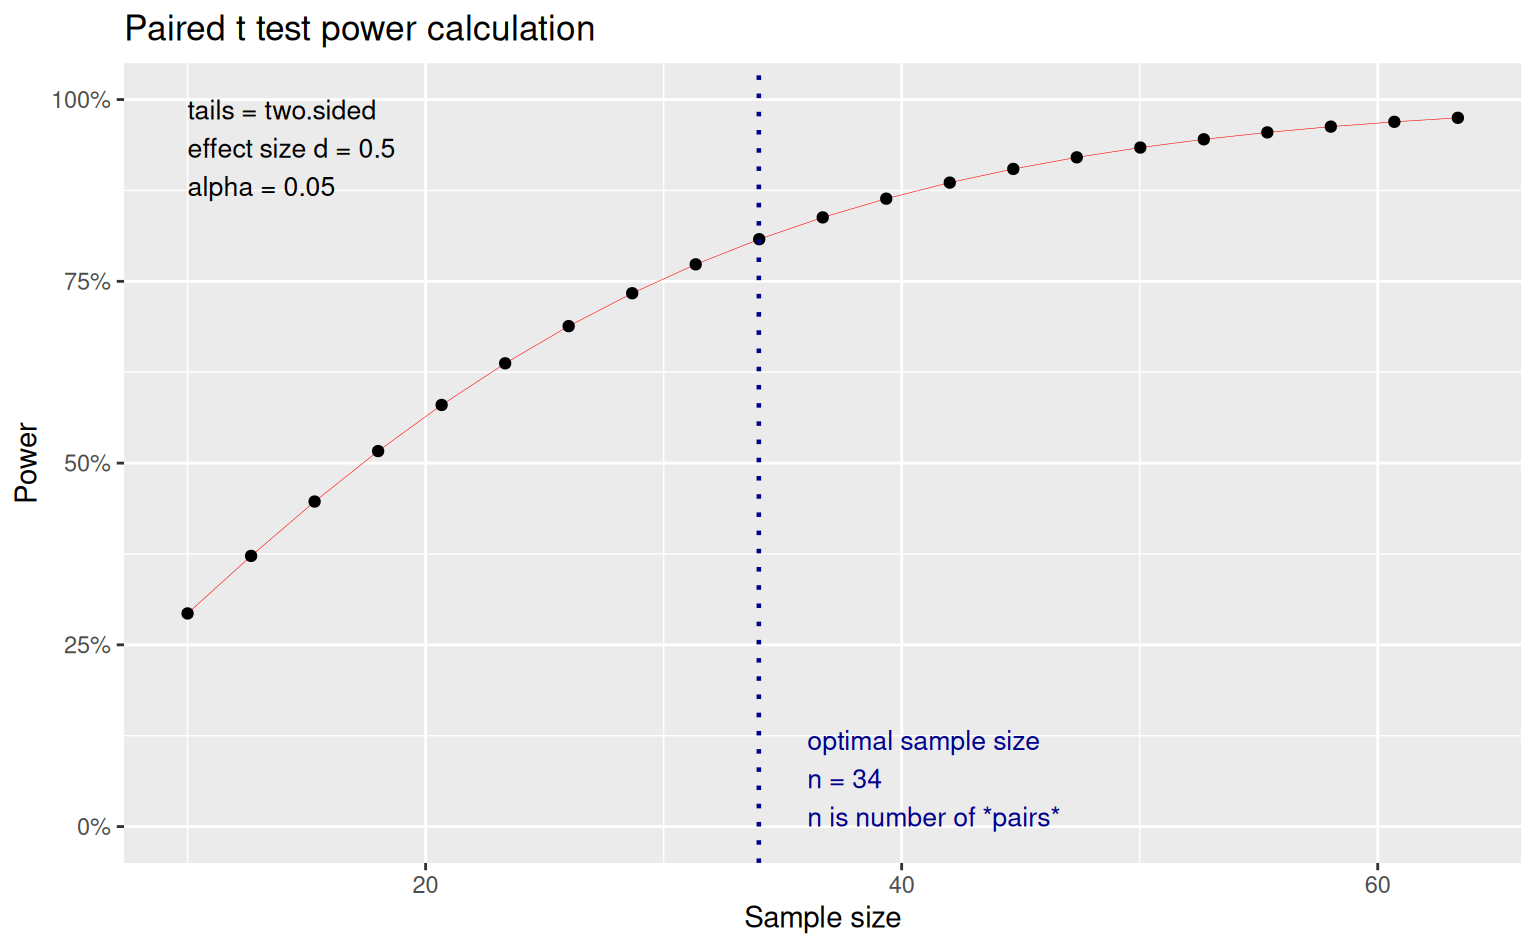 Paired t test power calculation
100%
75%
50%
25%
0%
Power
tails = two.sided
effect size d = 0.5
alpha = 0.05
optimal sample size
n = 34
n is number of *pairs*
20
40
60
Sample size